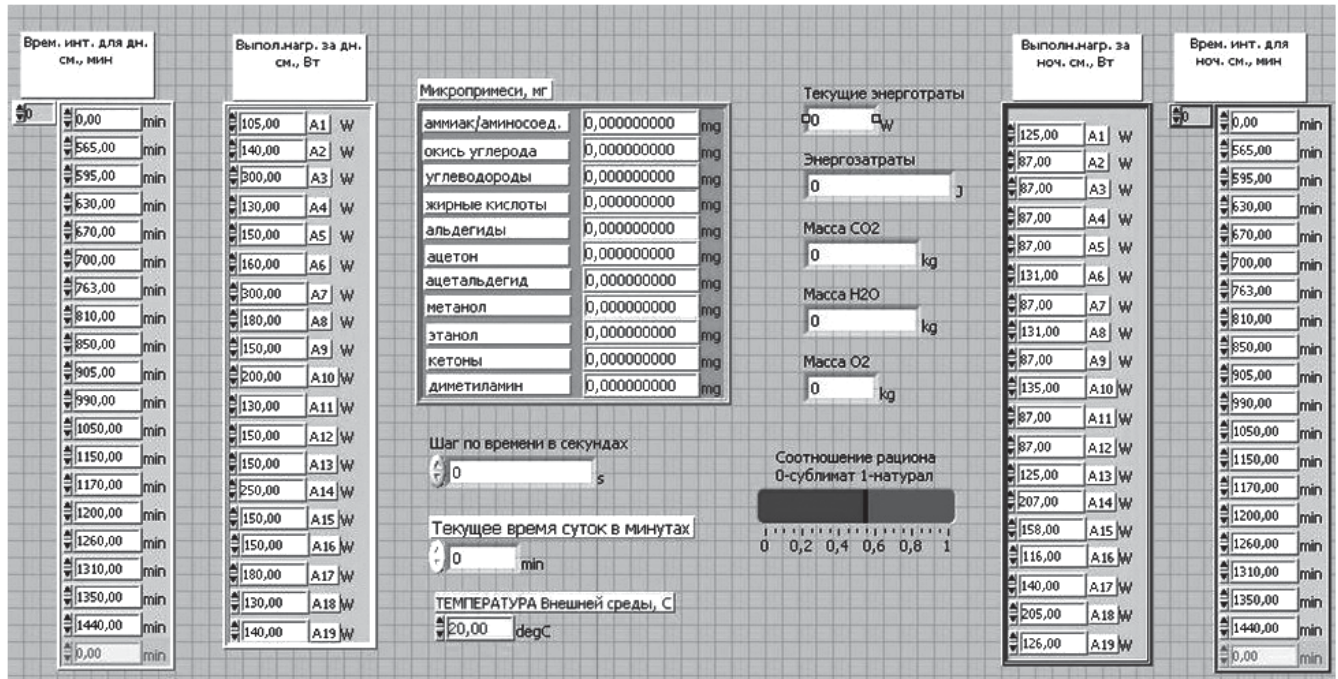 Врем. инт. для дн.
см., мин
0
0,00 min
565,00 min
595,00 min
630,00 min
670,00 min
700,00 min
763,00 min
810,00 min
850,00 min
905,00 min
990,00 min
1050,00 min
1150,00 min
1170,00 min
1200,00 min
1260,00 min
1310,00 min
1350,00 min
1440,00 min
0,00 min
Выпол.нагр. за дн.
см., Вт
105,00 A1 W
140,00 A2 W
300,00 A3 W
130,00 A4 W
150,00 A5 W
160,00 A6 W
300,00 A7 W
180,00 A8 W
150,00 A9 W
200,00 A10 W
130,00 A11 W
150,00 A12 W
150,00 A13 W
250,00 A14 W
150,00 A15 W
150,00 A16 W
180,00 A17 W
130,00 A18 W
140,00 A19 W
Микропримеси, мг
аммиак/аминосоед. 0,000000000 mg
окись углерода 0,000000000 mg
углеводороды 0,000000000 mg
жирные кислоты 0,000000000 mg
альдегиды 0,000000000 mg
ацетон 0,000000000 mg
ацетальдегид 0,000000000 mg
метанол 0,000000000 mg
этанол 0,000000000 mg
кетоны 0,000000000 mg
диметиламин 0,000000000 mg
Шаг по времени в секундах
0 s
Текущее время суток в минутах
0 min
ТЕМПЕРАТУРА Внешней среды, С
20,00 degC
Текущие энерготраты
0 W
Энергозатраты
0 J
Масса CO2
0 kg
Масса H2O
0 kg
Масса O2
0 kg
Соотношение рациона
0-сублимат 1-натурал
0 0,2 0,4 0,6 0,8 1
Выполн.нагр. за
ноч. см., Вт
125,00 A1 W
87,00 A2 W
87,00 A3 W
87,00 A4 W
87,00 A5 W
131,00 A6 W
87,00 A7 W
131,00 A8 W
87,00 A9 W
135,00 A10 W
87,00 A11 W
87,00 A12 W
125,00 A13 W
207,00 A14 W
158,00 A15 W
116,00 A16 W
140,00 A17 W
205,00 A18 W
126,00 A19 W
Врем. инт. для
ноч. см., мин
0
0,00 min
565,00 min
595,00 min
630,00 min
670,00 min
700,00 min
763,00 min
810,00 min
850,00 min
905,00 min
990,00 min
1050,00 min
1150,00 min
1170,00 min
1200,00 min
1260,00 min
1310,00 min
1350,00 min
1440,00 min
0,00 min